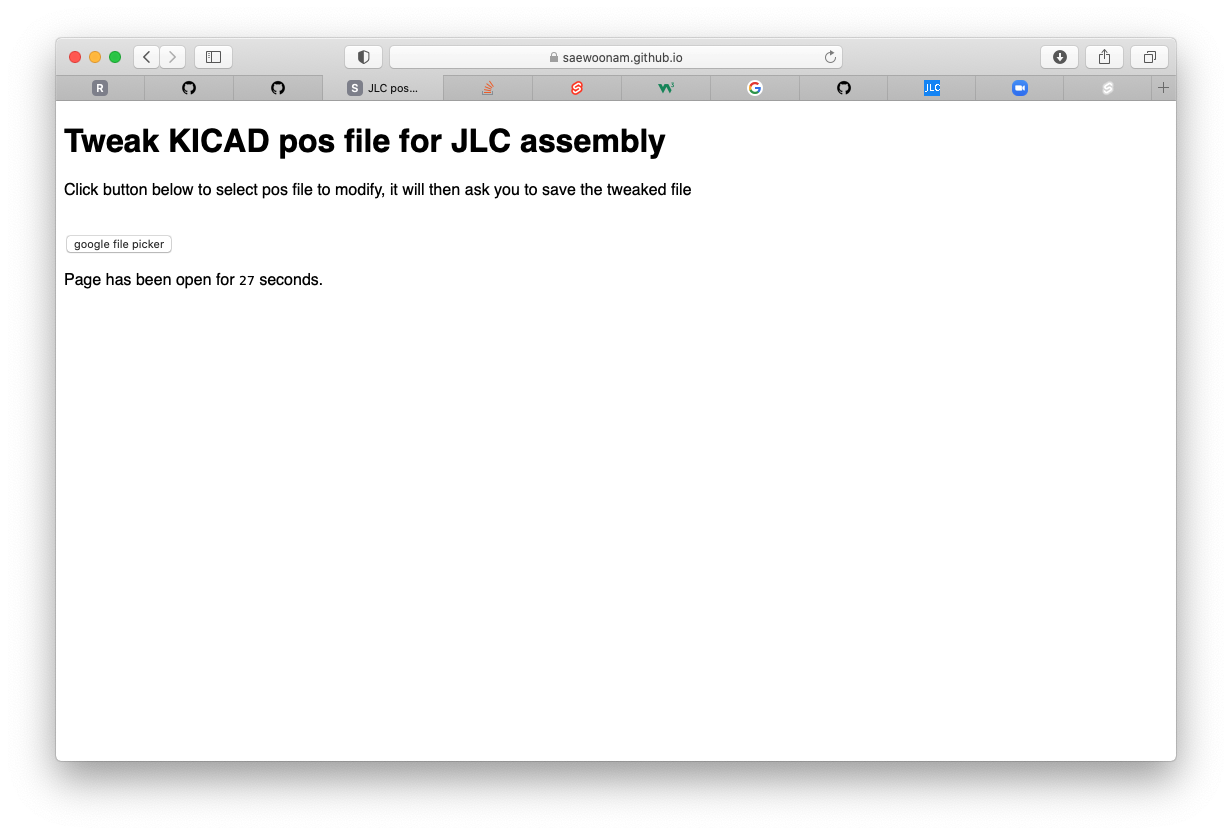 saewoonam.github.io
R
S JLC pos...
W3
G
JLC
Tweak KICAD pos file for JLC assembly
Click button below to select pos file to modify, it will then ask you to save the tweaked file
google file picker
Page has been open for 27 seconds.